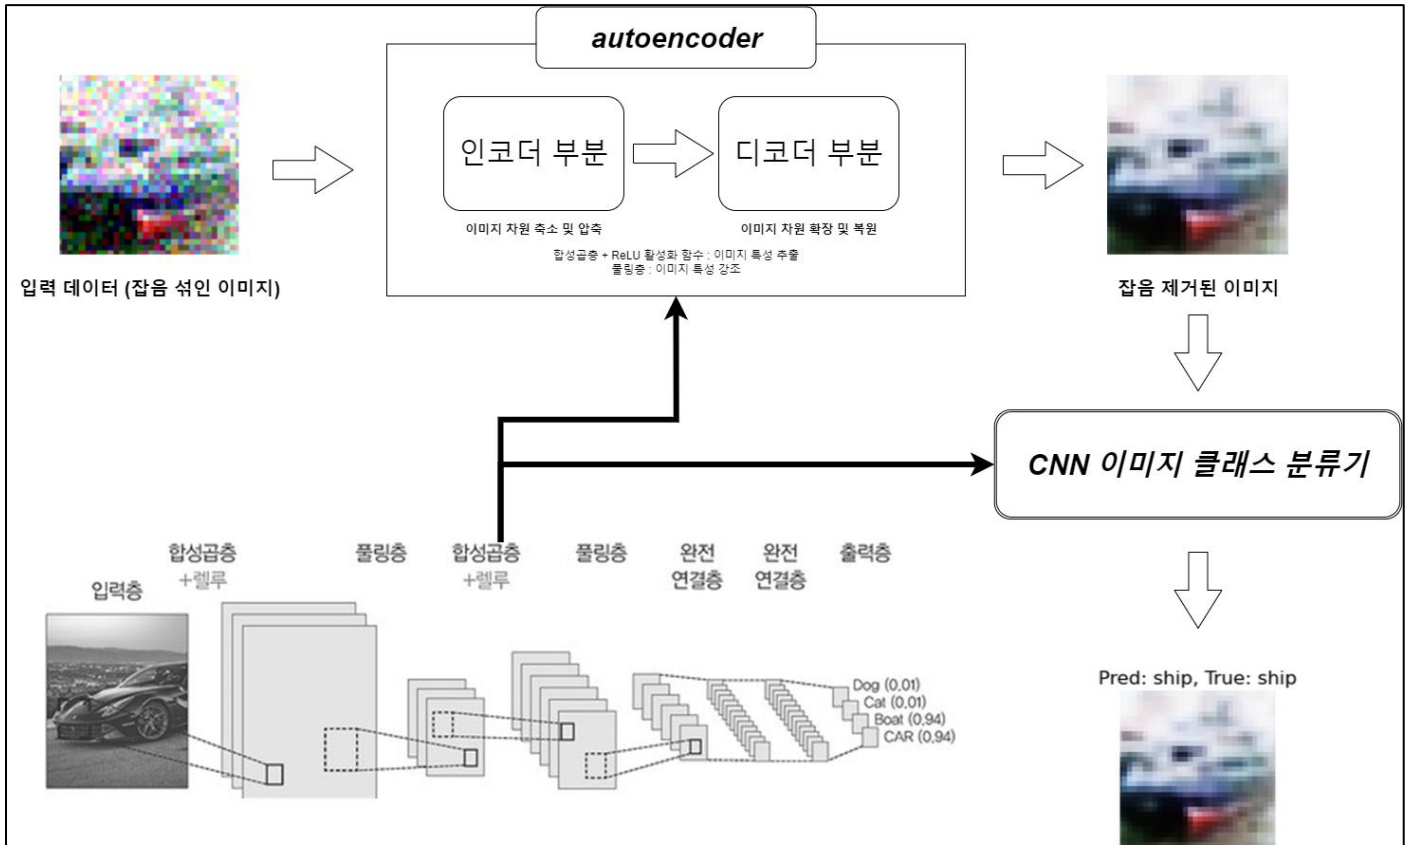 autoencoder
인코더 부분
디코더 부분
이미지 차원 축소 및 압축
이미지 차원 확장 및 복원
합성곱층 + ReLU 활성화 함수 : 이미지 특성 추출
풀링층 : 이미지 특성 강조
입력 데이터 (잡음 섞인 이미지)
잡음 제거된 이미지
CNN 이미지 클래스 분류기
입력층
합성곱층
+렐루
풀링층
합성곱층
+렐루
풀링층
완전
연결층
완전
연결층
출력층
Dog (0,01)
Cat (0,01)
Boat (0,94)
CAR (0,94)
Pred: ship, True: ship